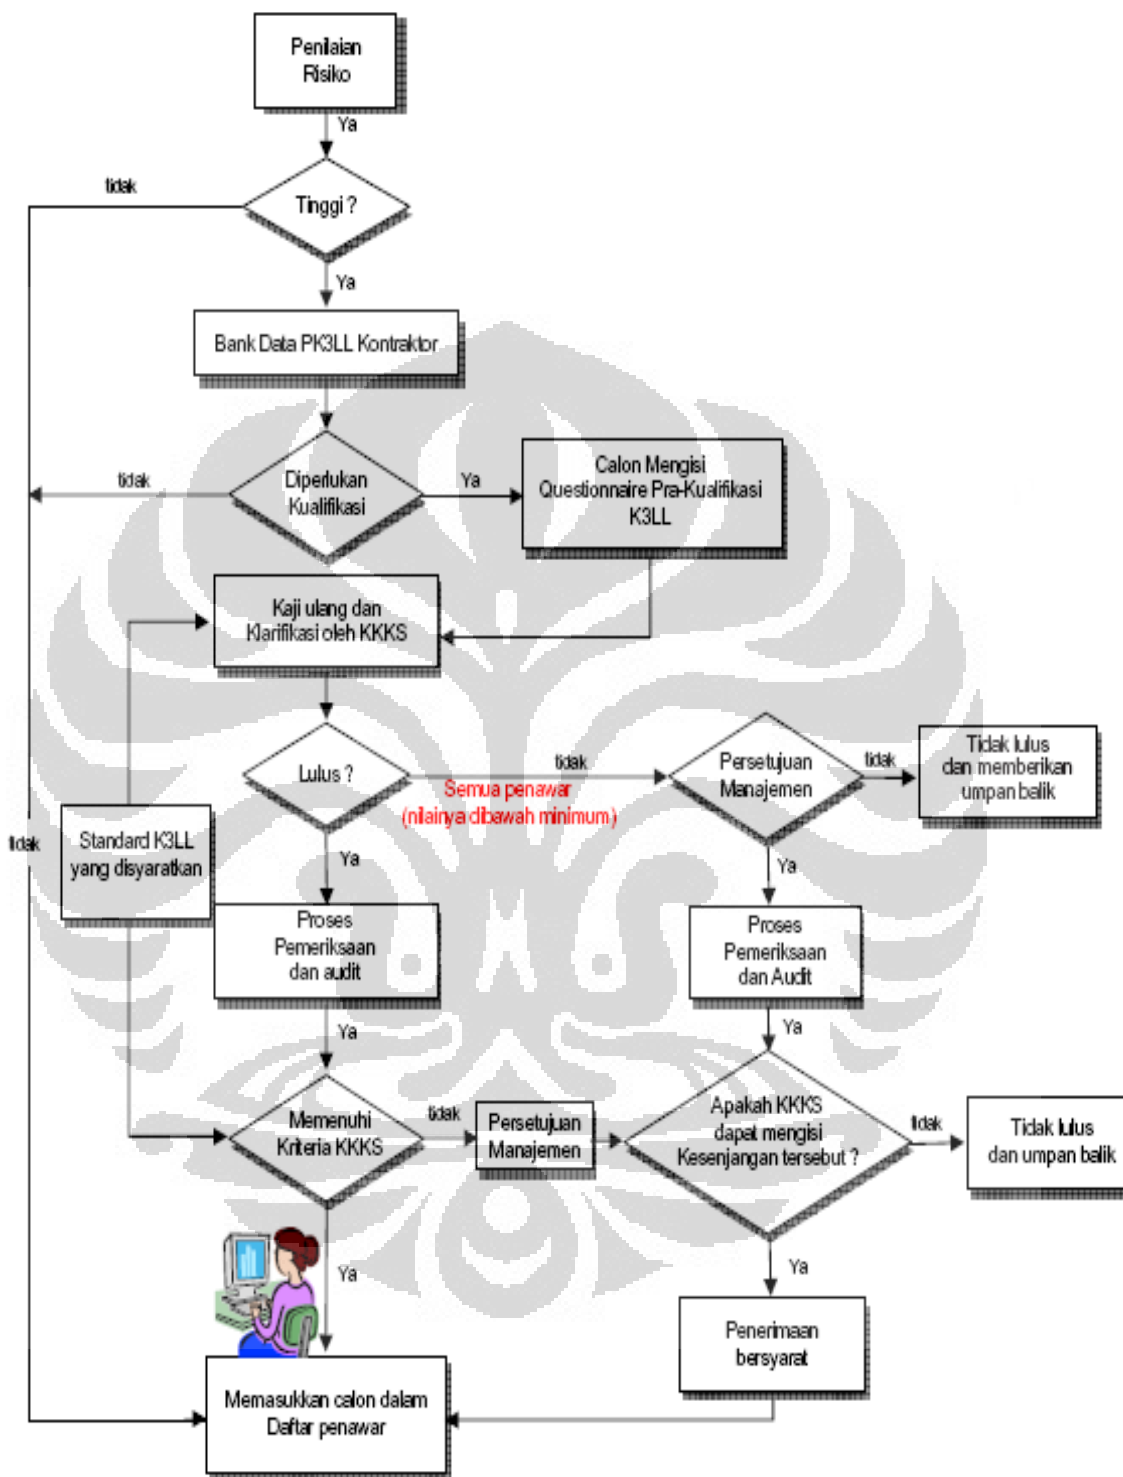 Penilaian
Risiko
Ya
tidak
Tinggi ?
Ya
Bank Data PK3LL Kontraktor
tidak
Diperlukan
Kualifikasi
Ya
Calon Mengisi
Questionnaire Pra-Kualifikasi
K3LL
Kaji ulang dan
Klarifikasi oleh KKKS
Lulus ?
tidak
Semua penawar
(nilainya dibawah minimum)
Persetujuan
Manajemen
tidak
Tidak lulus
dan memberikan
umpan balik
tidak
Standard K3LL
yang disyaratkan
Ya
Ya
Proses
Pemeriksaan
dan audit
Proses
Pemeriksaan
dan Audit
Ya
Ya
Memenuhi
Kriteria KKKS
tidak
Persetujuan
Manajemen
Apakah KKKS
dapat mengisi
Kesenjangan tersebut ?
tidak
Tidak lulus
dan umpan balik
Ya
Ya
Penerimaan
bersyarat
Memasukkan calon dalam
Daftar penawar